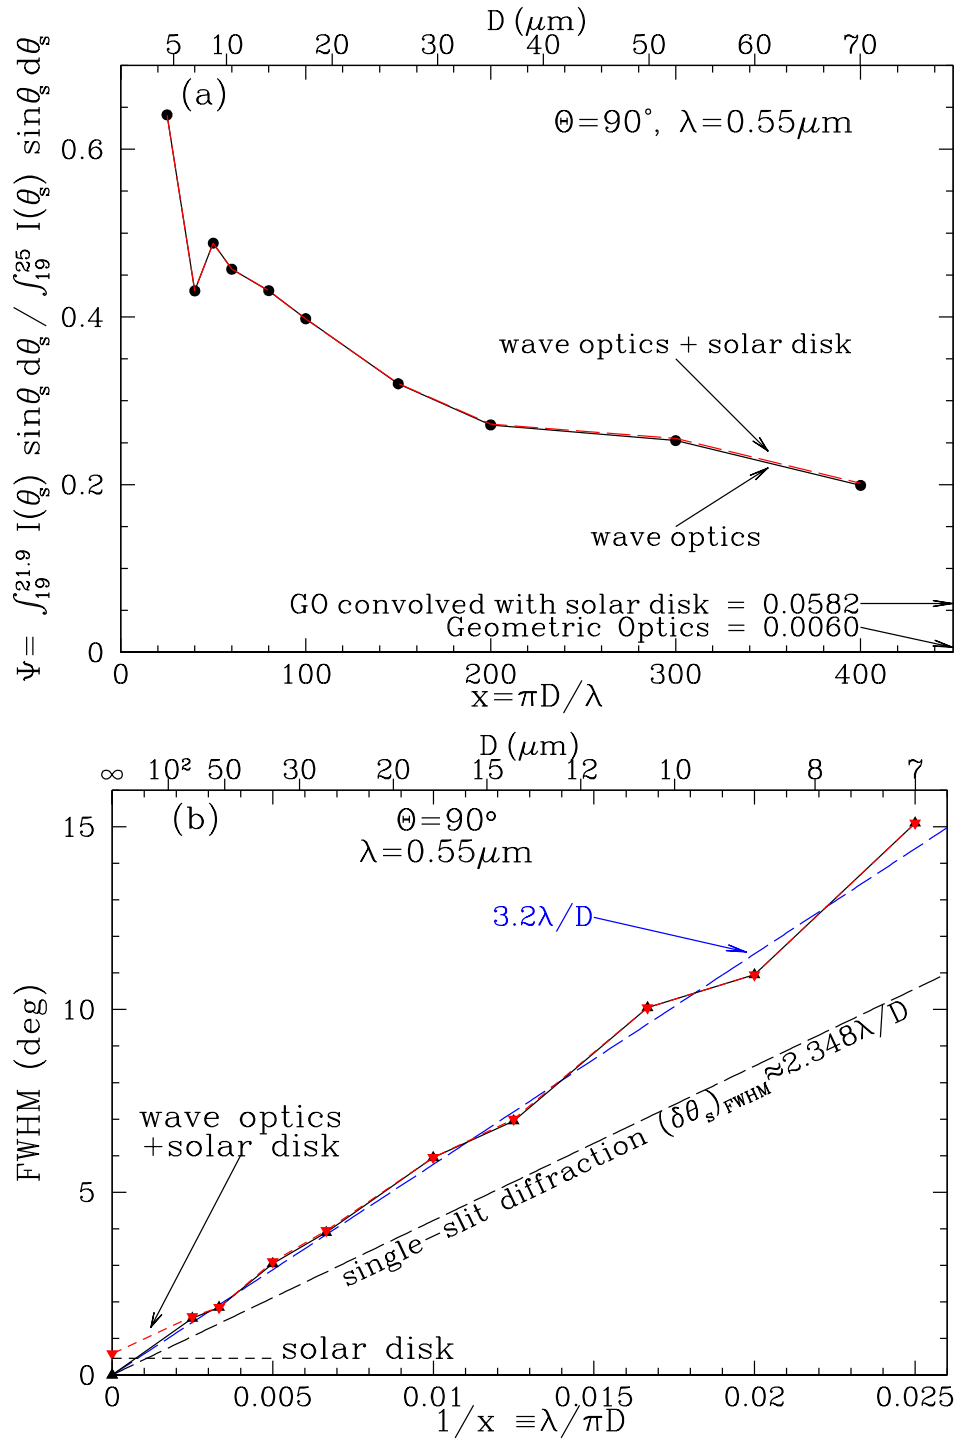 D (μm)
5 10 20 30 40 50 60 70
(a)
Θ=90°, λ=0.55μm
Ψ= ∫₁₉²¹·⁹ I(θₛ) sinθₛ dθₛ / ∫₁₉²⁵ I(θₛ) sinθₛ dθₛ
0.6
0.4
wave optics + solar disk
0.2
wave optics
GO convolved with solar disk = 0.0582
Geometric Optics = 0.0060
0
0 100 200 300 400
x=πD/λ
D (μm)
∞ 10² 50 30 20 15 12 10 8 7
(b)
Θ=90°
λ=0.55μm
15
3.2λ/D
10
FWHM (deg)
single-slit diffraction (δθₛ)FWHM≈2.348λ/D
wave optics
+solar disk
5
solar disk
0
0 0.005 0.01 0.015 0.02 0.025
1/x ≡λ/πD